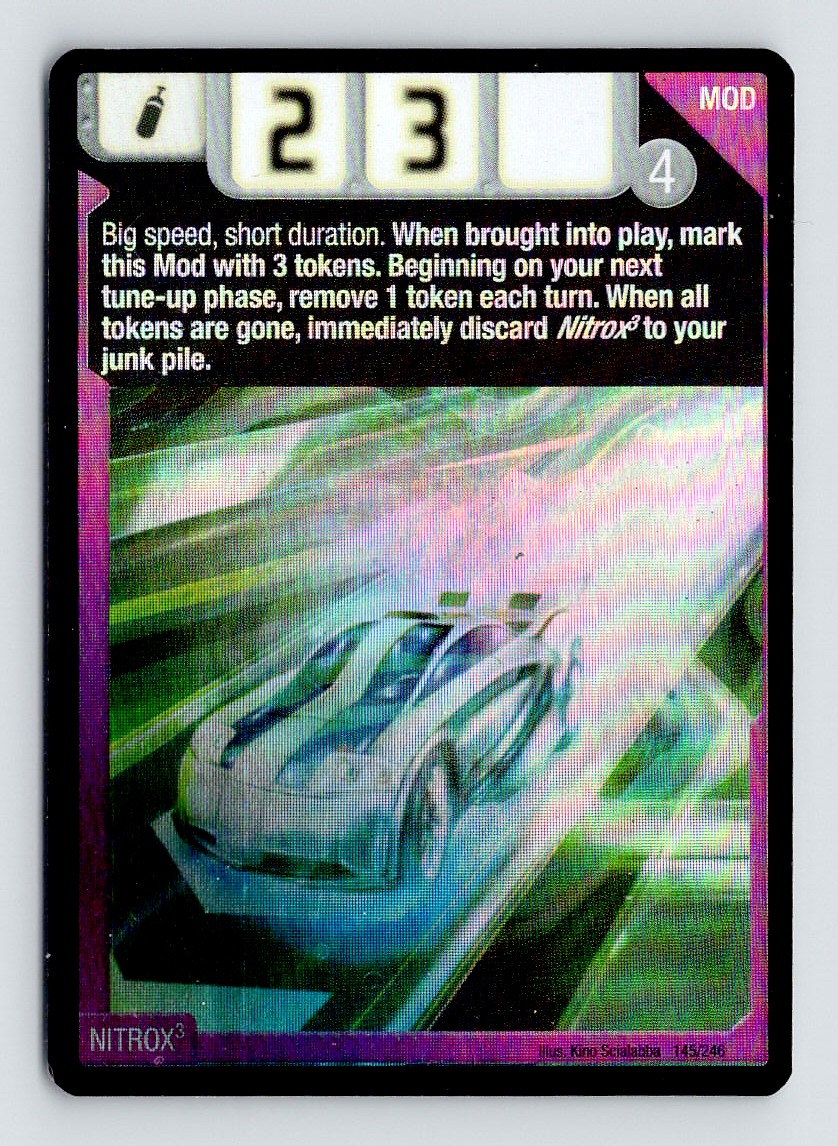 MOD
2 3
4
Big speed, short duration. When brought into play, mark
this Mod with 3 tokens. Beginning on your next
tune-up phase, remove 1 token each turn. When all
tokens are gone, immediately discard Nitrox³ to your
junk pile.
NITROX³
Illus. Kino Scialabba 145/246